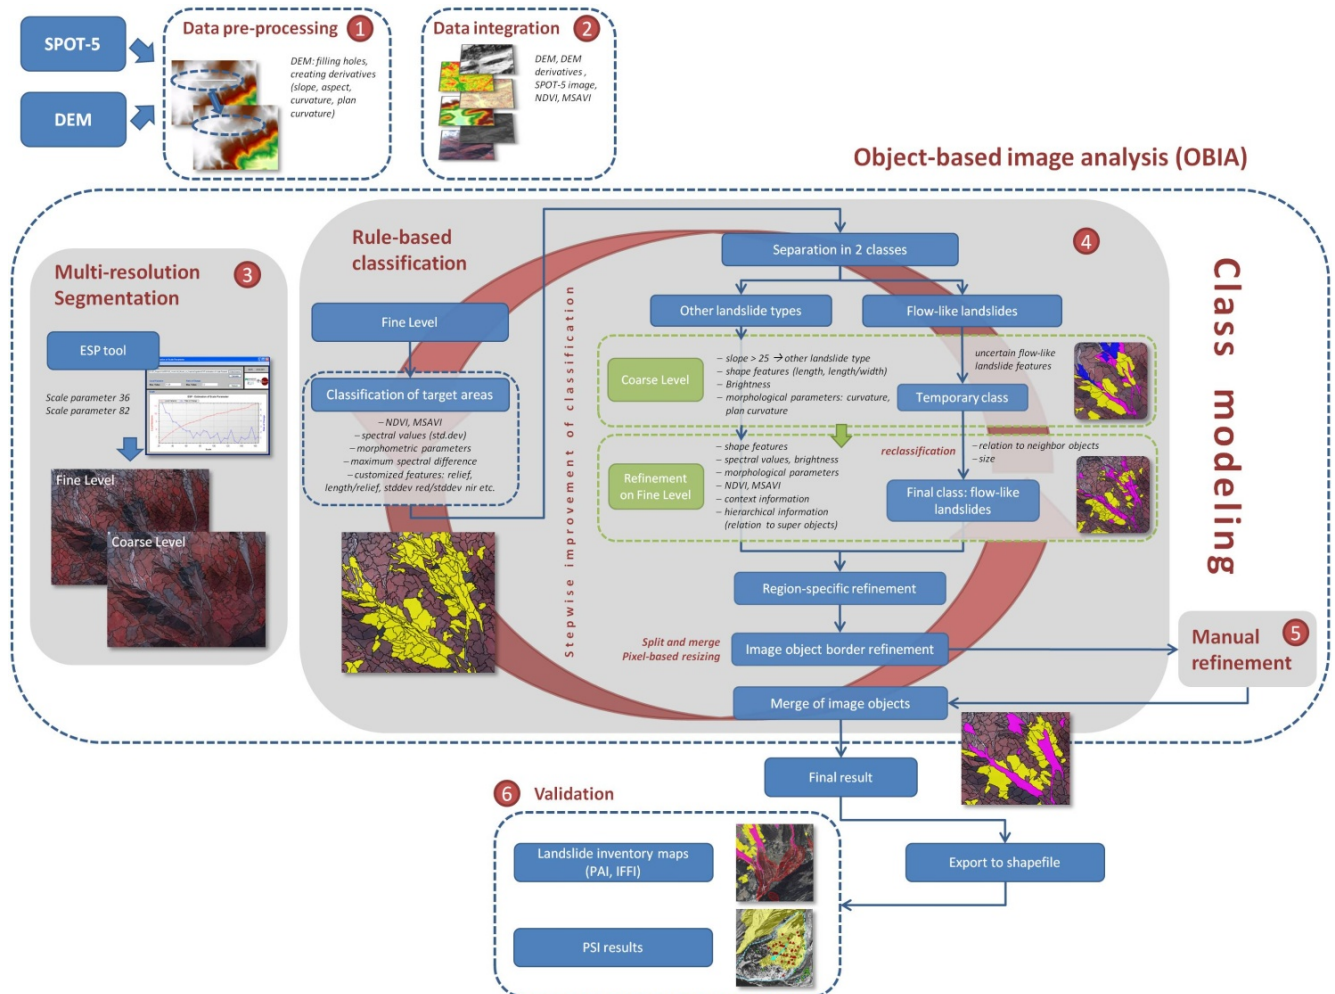 SPOT-5
DEM
Data pre-processing
1
DEM: filling holes,
creating derivatives
(slope, aspect,
curvature, plan
curvature)
Data integration
2
DEM, DEM
derivatives ,
SPOT-5 image,
NDVI, MSAVI
Object-based image analysis (OBIA)
Class modeling
Multi-resolution
Segmentation
3
ESP tool
Scale parameter 36
Scale parameter 82
Fine Level
Coarse Level
Rule-based
classification
4
Fine Level
Classification of target areas
– NDVI, MSAVI
– spectral values (std.dev)
– morphometric parameters
– maximum spectral difference
– customized features: relief,
length/relief, stddev red/stddev nir etc.
Stepwise improvement of classification
Separation in 2 classes
Other landslide types
Flow-like landslides
Coarse Level
– slope > 25 → other landslide type
– shape features (length, length/width)
– Brightness
– morphological parameters: curvature,
plan curvature
uncertain flow-like
landslide features
Temporary class
Refinement
on Fine Level
– shape features
– spectral values, brightness
– morphological parameters
– NDVI, MSAVI
– context information
– hierarchical information
(relation to super objects)
reclassification
– relation to neighbor objects
– size
Final class: flow-like
landslides
Region-specific refinement
Split and merge
Pixel-based resizing
Image object border refinement
Manual
refinement
5
Merge of image objects
Final result
Export to shapefile
6
Validation
Landslide inventory maps
(PAI, IFFI)
PSI results